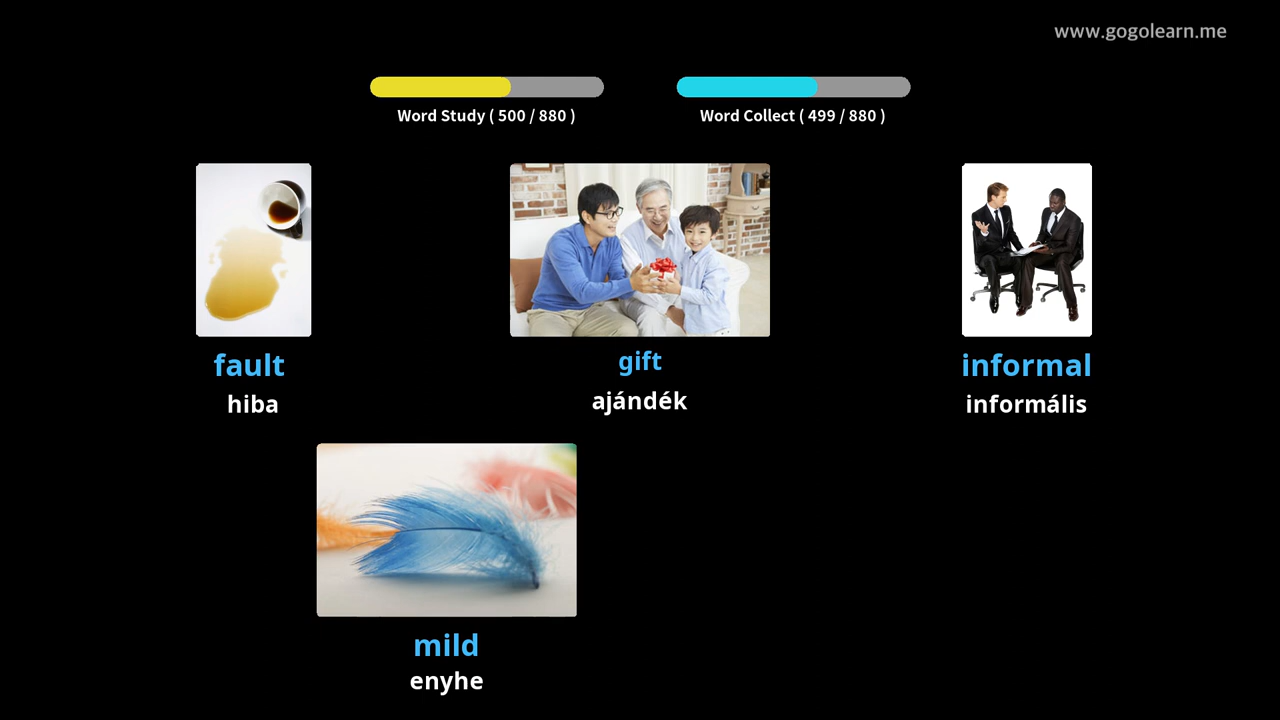 www.gogolearn.me
Word Study ( 500 / 880 )
Word Collect ( 499 / 880 )
fault
hiba
gift
ajándék
informal
informális
mild
enyhe